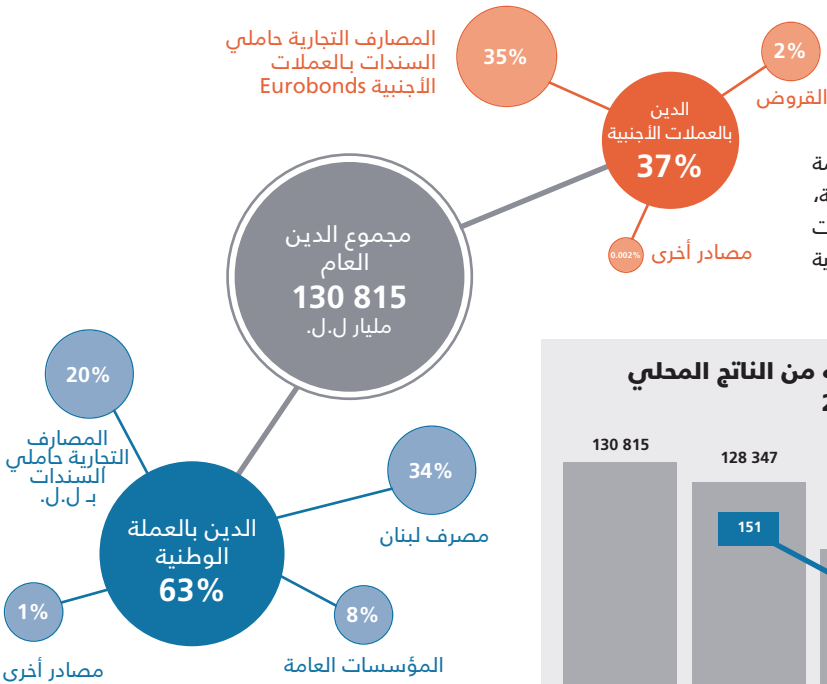 المصارف التجارية حاملي
السندات بالعملات
الأجنبية Eurobonds
35%
2%
القروض
الدين
بالعملات الأجنبية
37%
0.002%
مصادر أخرى
مجموع الدين
العام
130 815
مليار ل.ل.
20%
المصارف
التجارية حاملي
السندات
بـ ل.ل.
34%
مصرف لبنان
الدين بالعملة
الوطنية
63%
1%
مصادر أخرى
8%
المؤسسات العامة
من الناتج المحلي
130 815
128 347
151